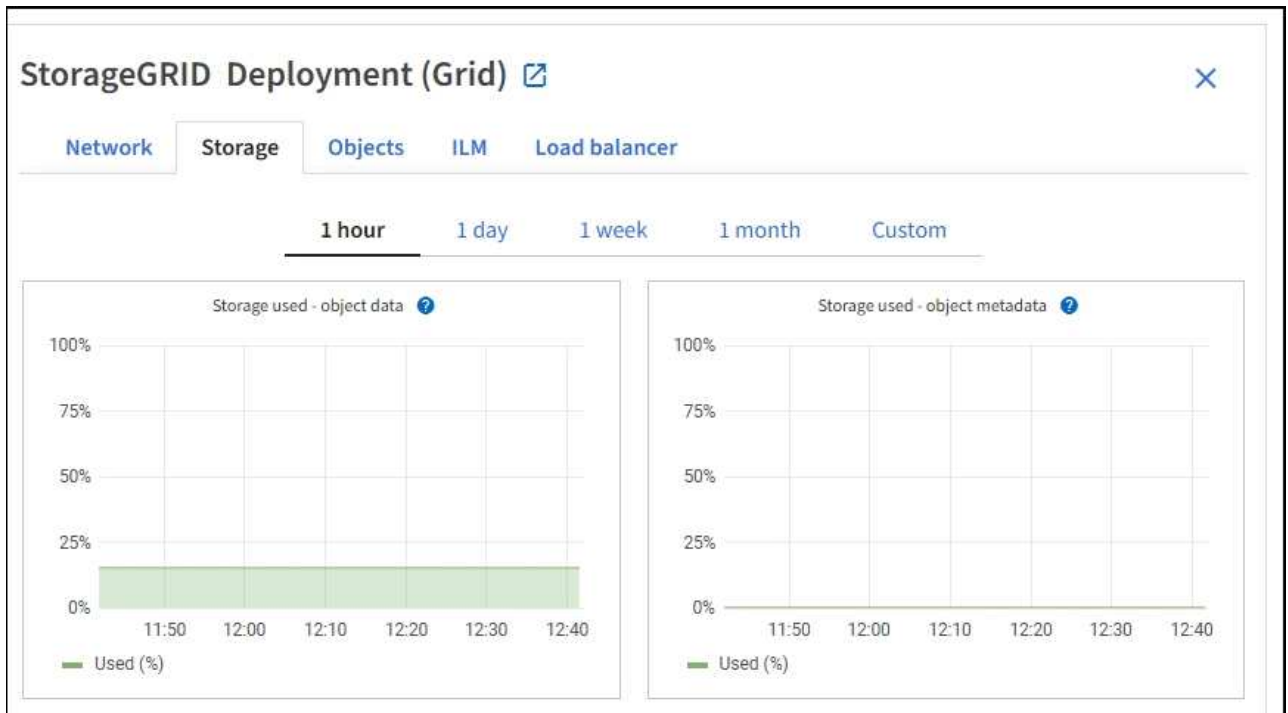 StorageGRID Deployment (Grid)
Network Storage Objects ILM Load balancer
1 hour 1 day 1 week 1 month Custom
Storage used - object data ?
100%
75%
50%
25%
0%
11:50 12:00 12:10 12:20 12:30 12:40
Used (%)
Storage used - object metadata ?
100%
75%
50%
25%
0%
11:50 12:00 12:10 12:20 12:30 12:40
Used (%)